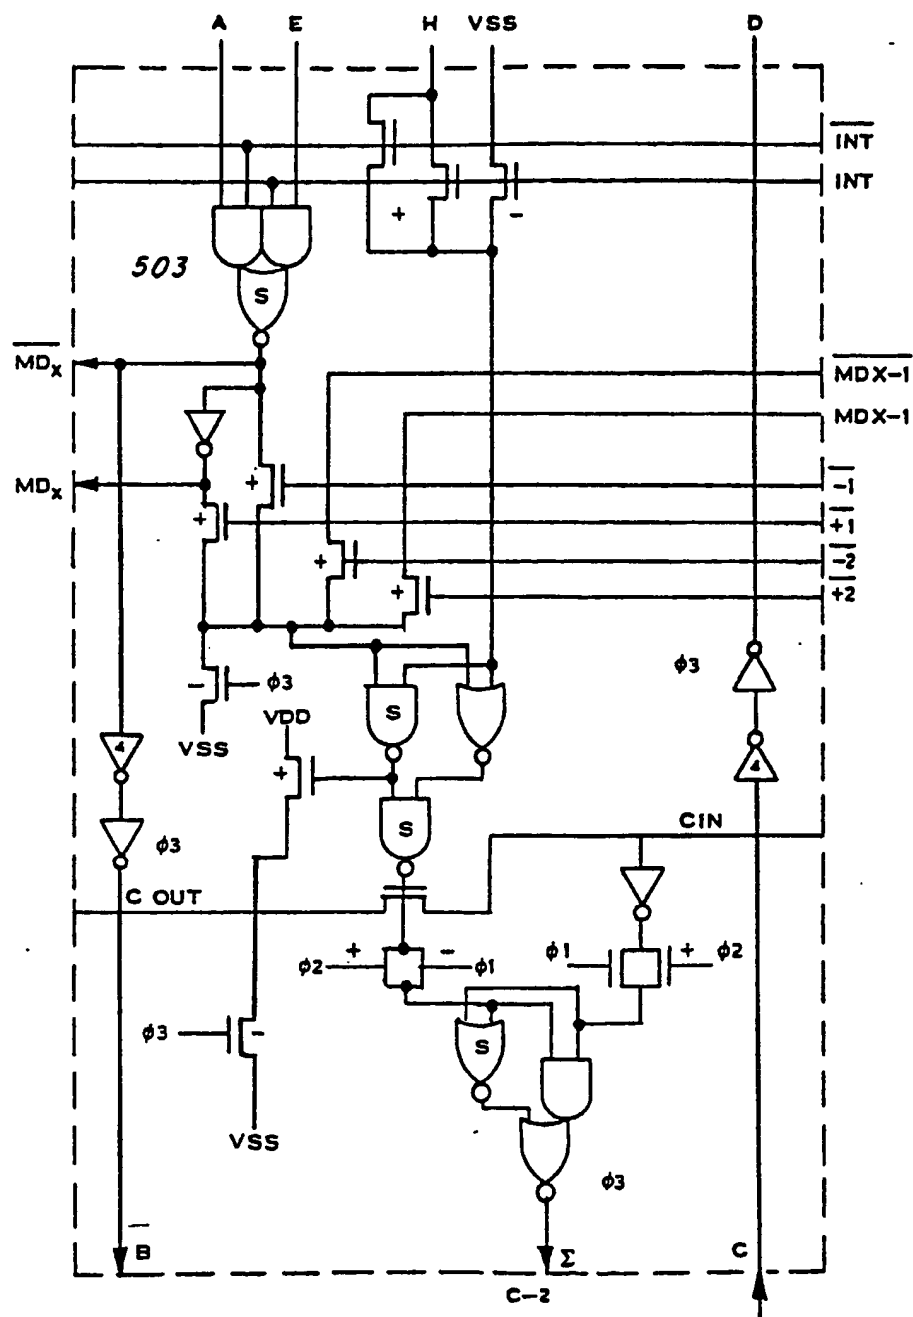 A E H VSS D
INT
INT
+ -
503
S
MDx
MDX-1
MDX-1
MDx
+
-1
+
+1
+
-2
+
+2
- φ3
φ3
VSS
VDD
S
4
+
4
S
CIN
φ3
C OUT
+ -
φ2 φ1
φ1 + φ2
φ3 -
S
VSS
φ3
B
Σ
C
C-2